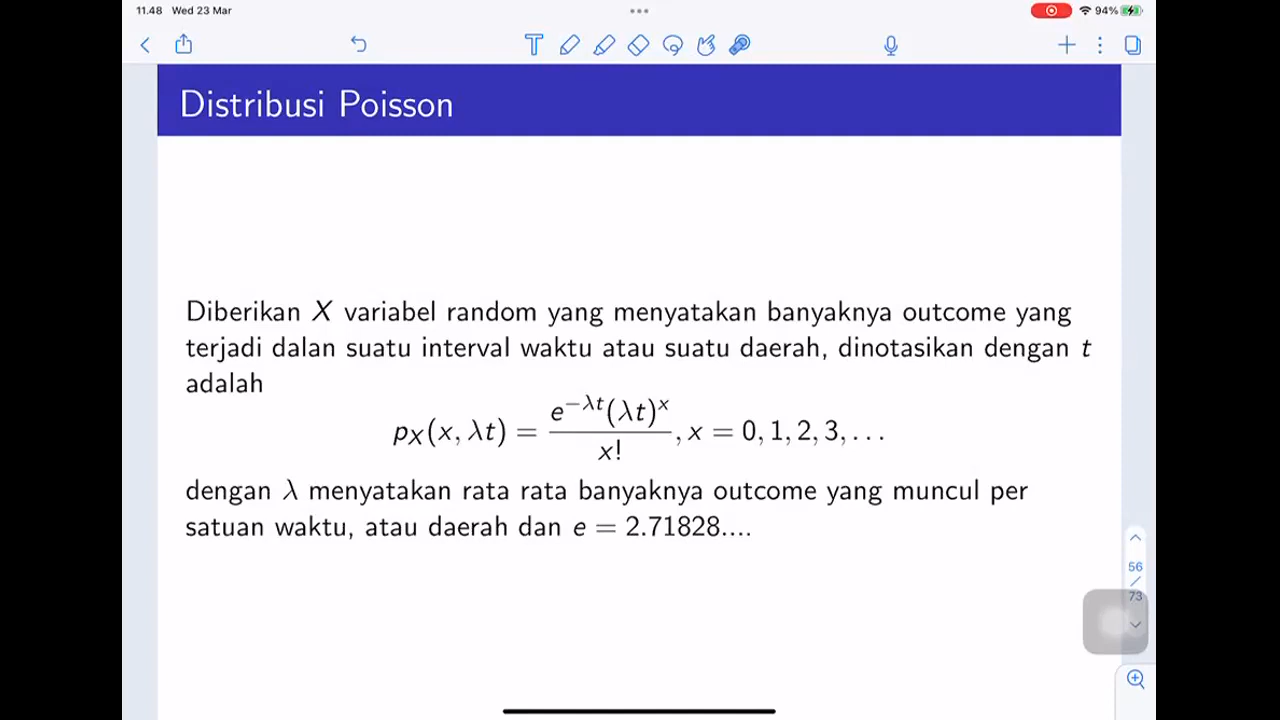 11.48 Wed 23 Mar
94%
Distribusi Poisson
Diberikan X variabel random yang menyatakan banyaknya outcome yang
terjadi dalan suatu interval waktu atau suatu daerah, dinotasikan dengan t
adalah
p_X(x, λt) = \frac{e^{-λt}(λt)^x}{x!}, x = 0, 1, 2, 3, ...
dengan λ menyatakan rata rata banyaknya outcome yang muncul per
satuan waktu, atau daerah dan e = 2.71828....
56
/
73